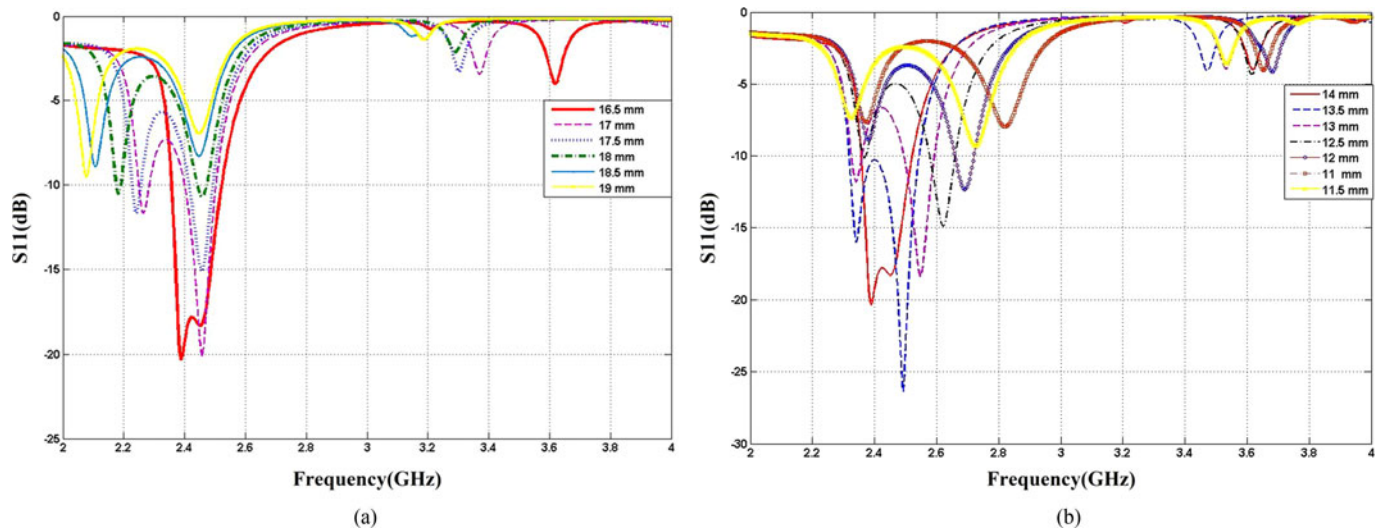 0
-5
-10
-15
-20
-25
S11(dB)
2 2.2 2.4 2.6 2.8 3 3.2 3.4 3.6 3.8 4
Frequency(GHz)
16.5 mm
17 mm
17.5 mm
18 mm
18.5 mm
19 mm
(a)
0
-5
-10
-15
-20
-25
-30
S11(dB)
2 2.2 2.4 2.6 2.8 3 3.2 3.4 3.6 3.8 4
Frequency(GHz)
14 mm
13.5 mm
13 mm
12.5 mm
12 mm
11 mm
11.5 mm
(b)